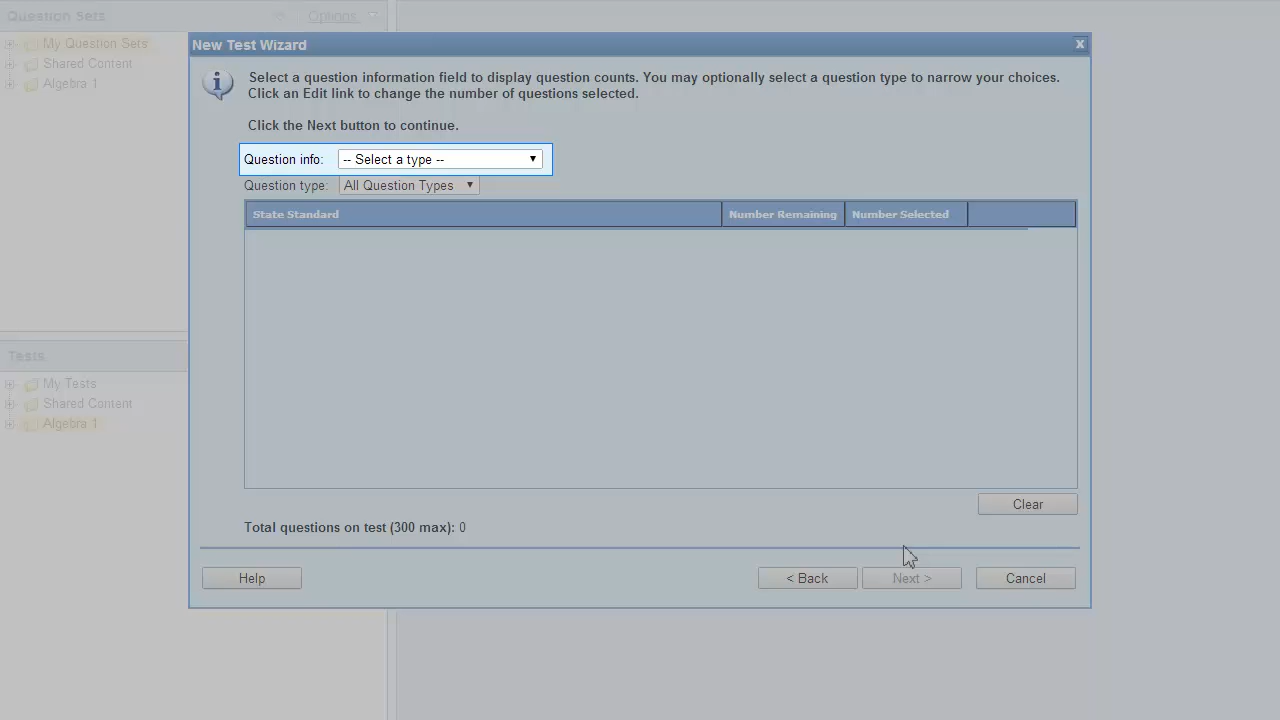 Question Sets
Options
My Question Sets
Shared Content
Algebra 1
New Test Wizard
X
Select a question information field to display question counts. You may optionally select a question type to narrow your choices.
Click an Edit link to change the number of questions selected.
Click the Next button to continue.
Question info: -- Select a type --
Question type: All Question Types
State Standard Number Remaining Number Selected
Clear
Total questions on test (300 max): 0
Help < Back Next > Cancel
Tests
My Tests
Shared Content
Algebra 1